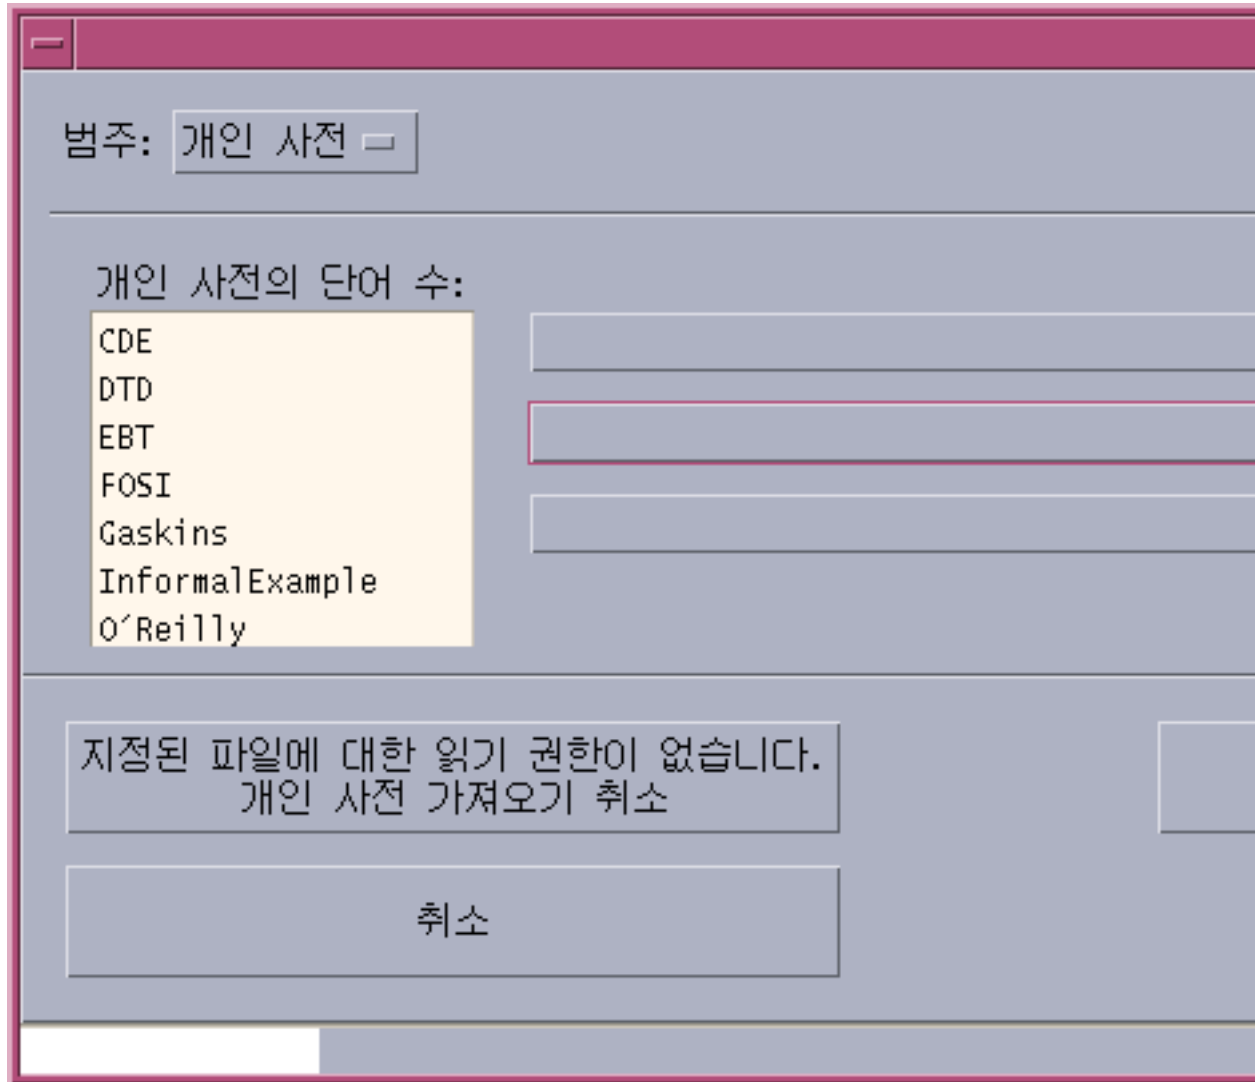 범주: 개인 사전
개인 사전의 단어 수:
CDE
DTD
EBT
FOSI
Gaskins
InformalExample
O´Reilly
지정된 파일에 대한 읽기 권한이 없습니다.
개인 사전 가져오기 취소
취소